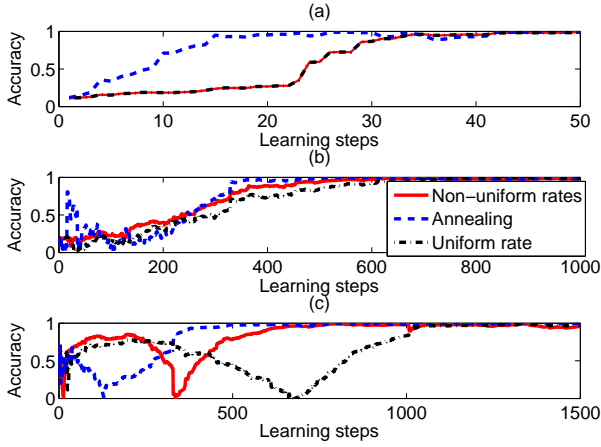 (a)
1
0.5
0
Accuracy
0 10 20 30 40 50
Learning steps
(b)
1
0.5
0
Accuracy
Non−uniform rates
Annealing
Uniform rate
0 200 400 600 800 1000
Learning steps
(c)
1
0.5
0
Accuracy
0 500 1000 1500
Learning steps